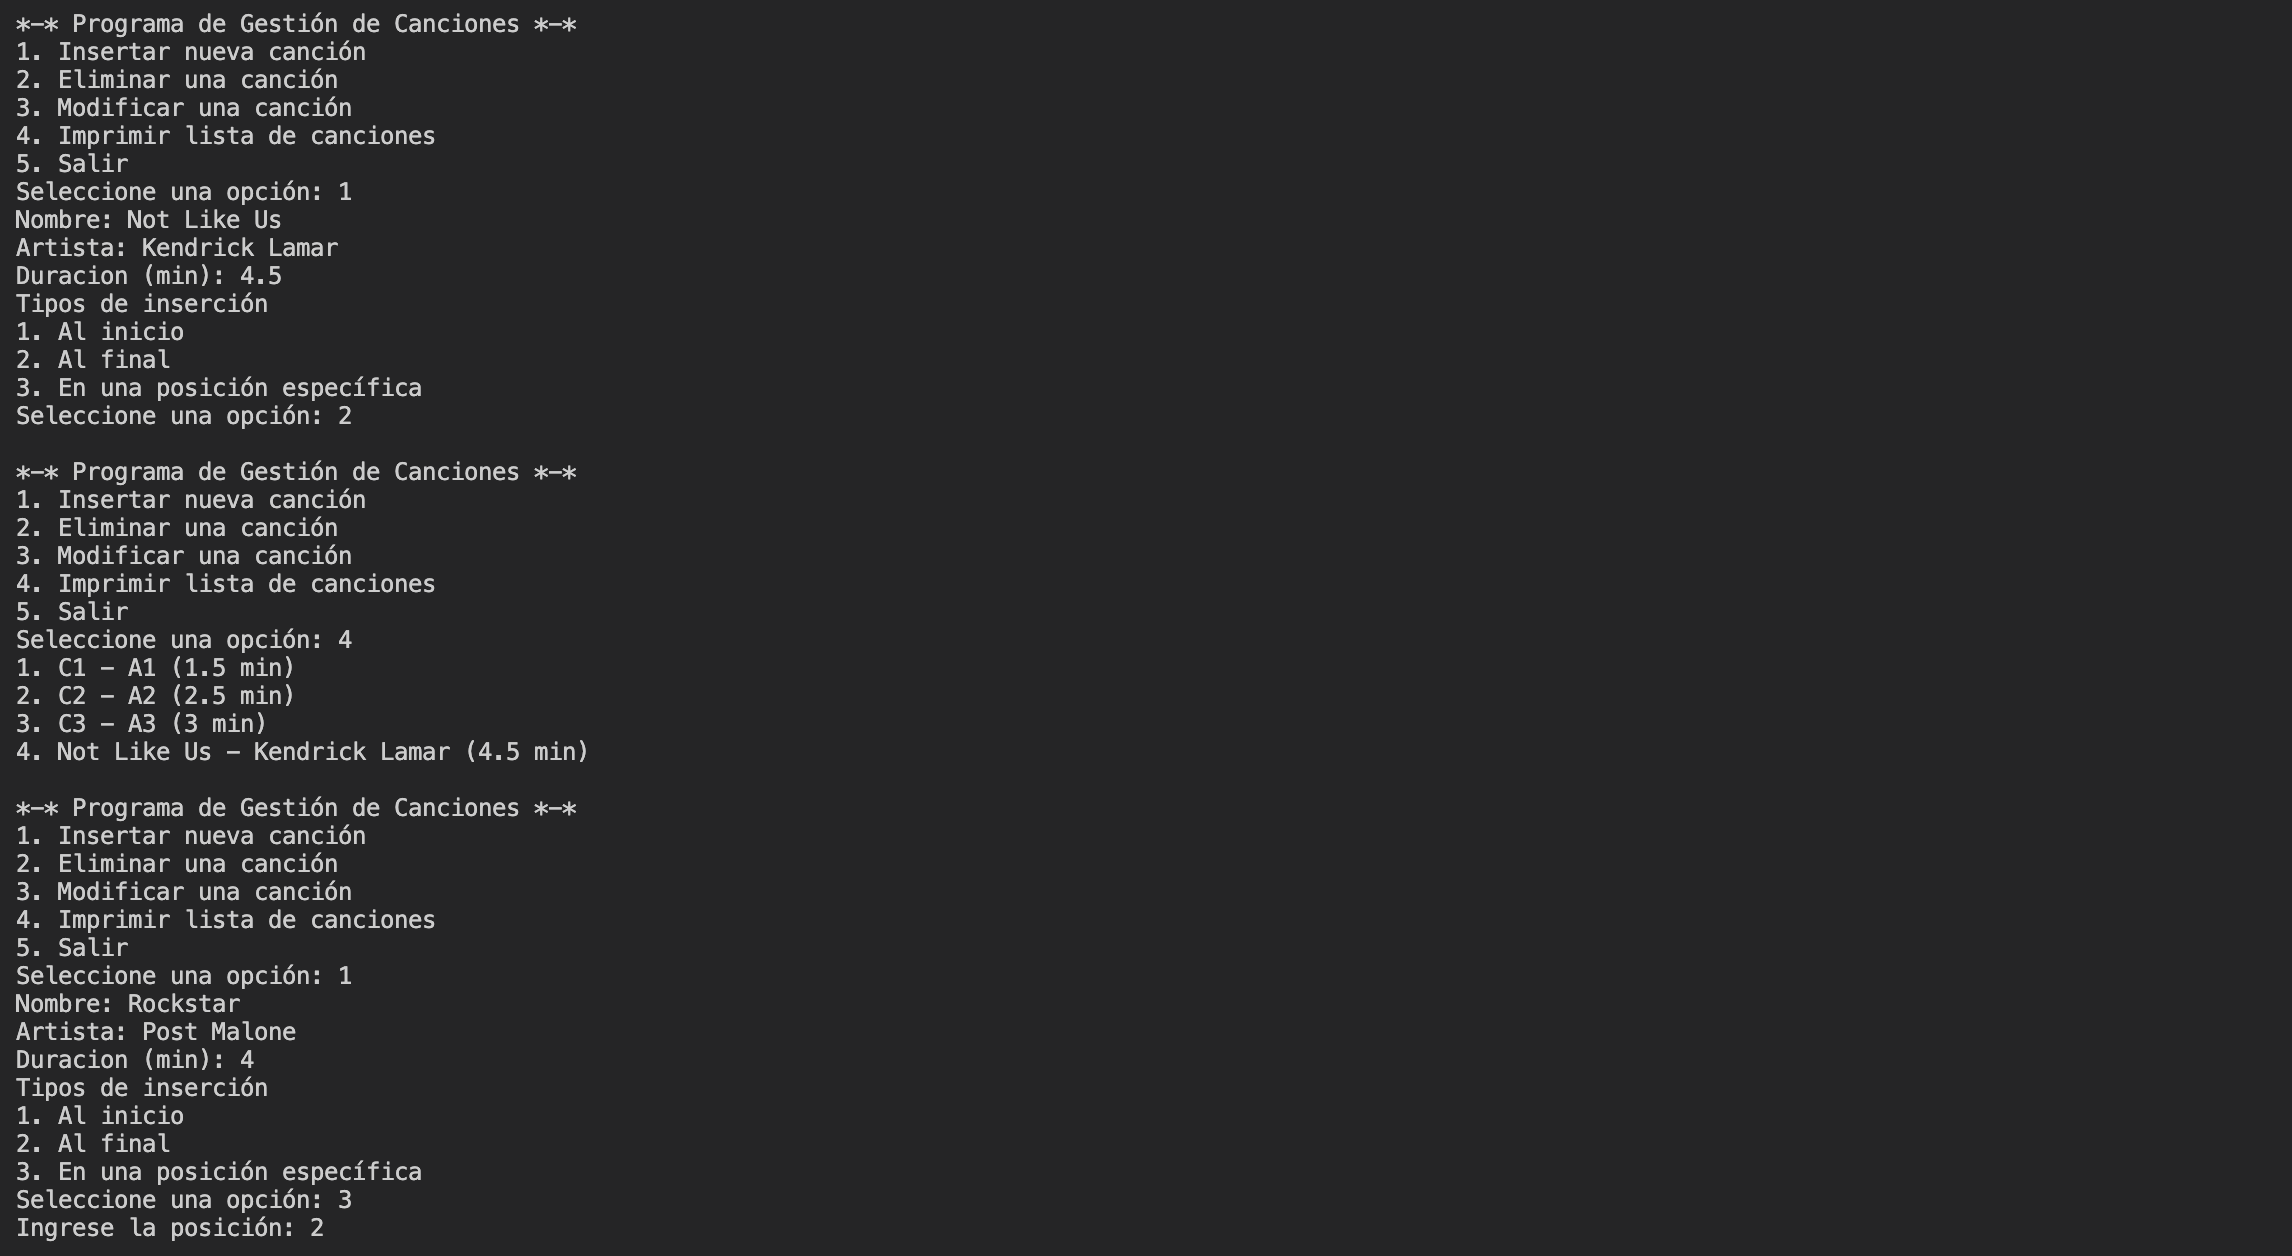 *-* Programa de Gestión de Canciones *-*
1. Insertar nueva canción
2. Eliminar una canción
3. Modificar una canción
4. Imprimir lista de canciones
5. Salir
Seleccione una opción: 1
Nombre: Not Like Us
Artista: Kendrick Lamar
Duracion (min): 4.5
Tipos de inserción
1. Al inicio
2. Al final
3. En una posición específica
Seleccione una opción: 2

*-* Programa de Gestión de Canciones *-*
1. Insertar nueva canción
2. Eliminar una canción
3. Modificar una canción
4. Imprimir lista de canciones
5. Salir
Seleccione una opción: 4
1. C1 - A1 (1.5 min)
2. C2 - A2 (2.5 min)
3. C3 - A3 (3 min)
4. Not Like Us - Kendrick Lamar (4.5 min)

*-* Programa de Gestión de Canciones *-*
1. Insertar nueva canción
2. Eliminar una canción
3. Modificar una canción
4. Imprimir lista de canciones
5. Salir
Seleccione una opción: 1
Nombre: Rockstar
Artista: Post Malone
Duracion (min): 4
Tipos de inserción
1. Al inicio
2. Al final
3. En una posición específica
Seleccione una opción: 3
Ingrese la posición: 2